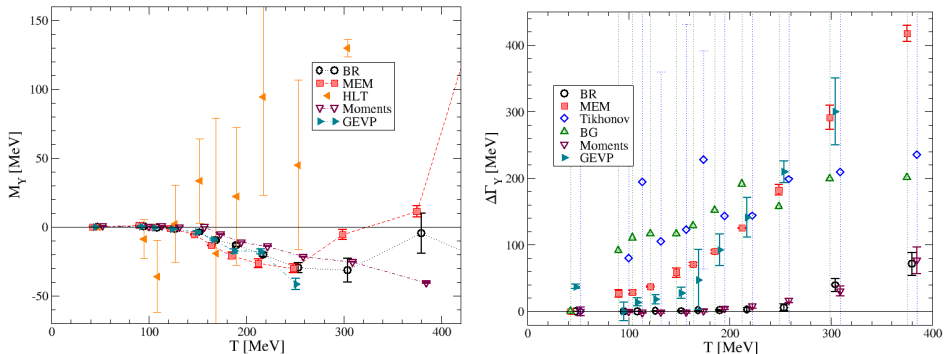 150
100
50
0
-50
0
100
200
300
400
T [MeV]
M_Υ [MeV]
BR
MEM
HLT
Moments
GEVP
400
300
200
100
0
0
100
200
300
400
T [MeV]
ΔΓ_Υ [MeV]
BR
MEM
Tikhonov
BG
Moments
GEVP